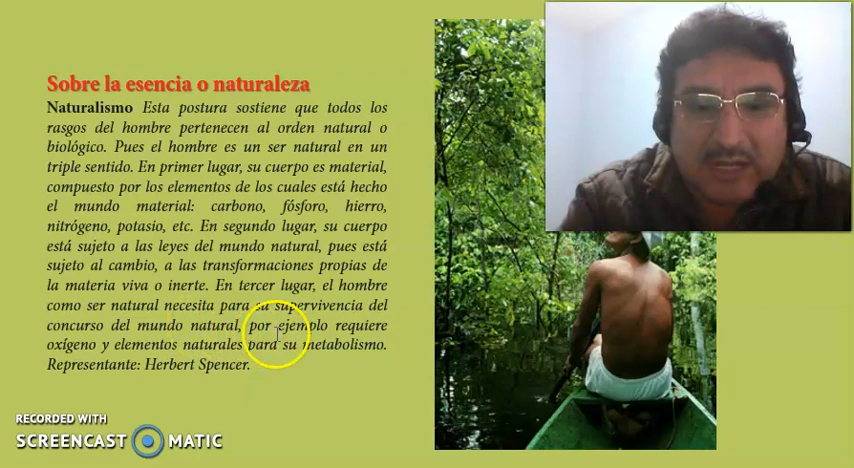 Sobre la esencia o naturaleza
Naturalismo Esta postura sostiene que todos los
rasgos del hombre pertenecen al orden natural o
biológico. Pues el hombre es un ser natural en un
triple sentido. En primer lugar, su cuerpo es material,
compuesto por los elementos de los cuales está hecho
el mundo material: carbono, fósforo, hierro,
nitrógeno, potasio, etc. En segundo lugar, su cuerpo
está sujeto a las leyes del mundo natural, pues está
sujeto al cambio, a las transformaciones propias de
la materia viva o inerte. En tercer lugar, el hombre
como ser natural necesita para su supervivencia del
concurso del mundo natural, por ejemplo requiere
oxígeno y elementos naturales para su metabolismo.
Representante: Herbert Spencer.
RECORDED WITH
SCREENCAST MATIC